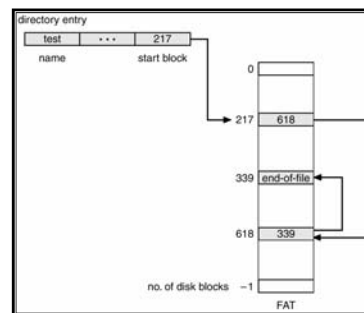 directory entry
test ... 217
name start block
0
217 618
339 end-of-file
618 339
no. of disk blocks –1
FAT